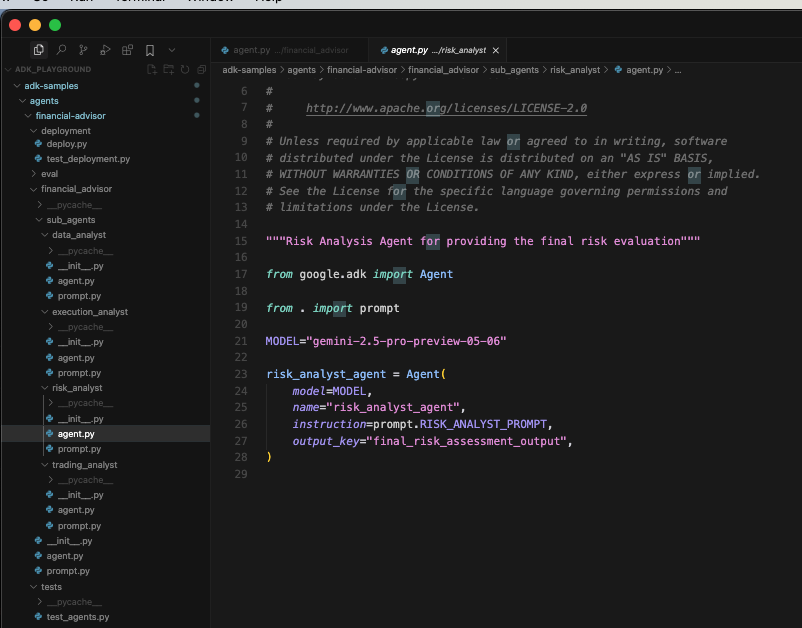 agent.py .../financial_advisor
agent.py .../risk_analyst
ADK_PLAYGROUND
adk-samples
agents
financial-advisor
deployment
deploy.py
test_deployment.py
eval
financial_advisor
__pycache__
sub_agents
data_analyst
__pycache__
__init__.py
agent.py
prompt.py
execution_analyst
__pycache__
__init__.py
agent.py
prompt.py
risk_analyst
__pycache__
__init__.py
agent.py
prompt.py
trading_analyst
__pycache__
__init__.py
agent.py
prompt.py
__init__.py
agent.py
prompt.py
tests
__pycache__
test_agents.py
adk-samples > agents > financial-advisor > financial_advisor > sub_agents > risk_analyst > agent.py > ...
6 #
7 # http://www.apache.org/licenses/LICENSE-2.0
8 #
9 # Unless required by applicable law or agreed to in writing, software
10 # distributed under the License is distributed on an "AS IS" BASIS,
11 # WITHOUT WARRANTIES OR CONDITIONS OF ANY KIND, either express or implied.
12 # See the License for the specific language governing permissions and
13 # limitations under the License.
14
15 """Risk Analysis Agent for providing the final risk evaluation"""
16
17 from google.adk import Agent
18
19 from . import prompt
20
21 MODEL="gemini-2.5-pro-preview-05-06"
22
23 risk_analyst_agent = Agent(
24 model=MODEL,
25 name="risk_analyst_agent",
26 instruction=prompt.RISK_ANALYST_PROMPT,
27 output_key="final_risk_assessment_output",
28 )
29